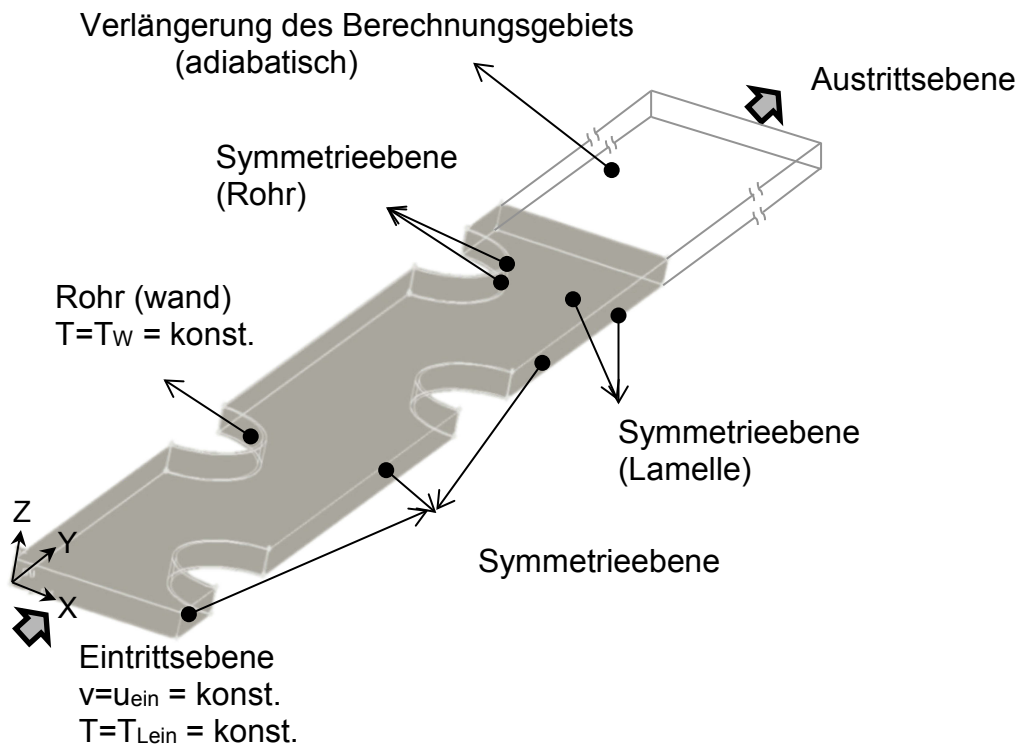 Verlängerung des Berechnungsgebiets
(adiabatisch)
Austrittsebene
Symmetrieebene
(Rohr)
Rohr (wand)
T=TW = konst.
Symmetrieebene
(Lamelle)
Z
Y
X
Symmetrieebene
Eintrittsebene
v=uein = konst.
T=TLein = konst.